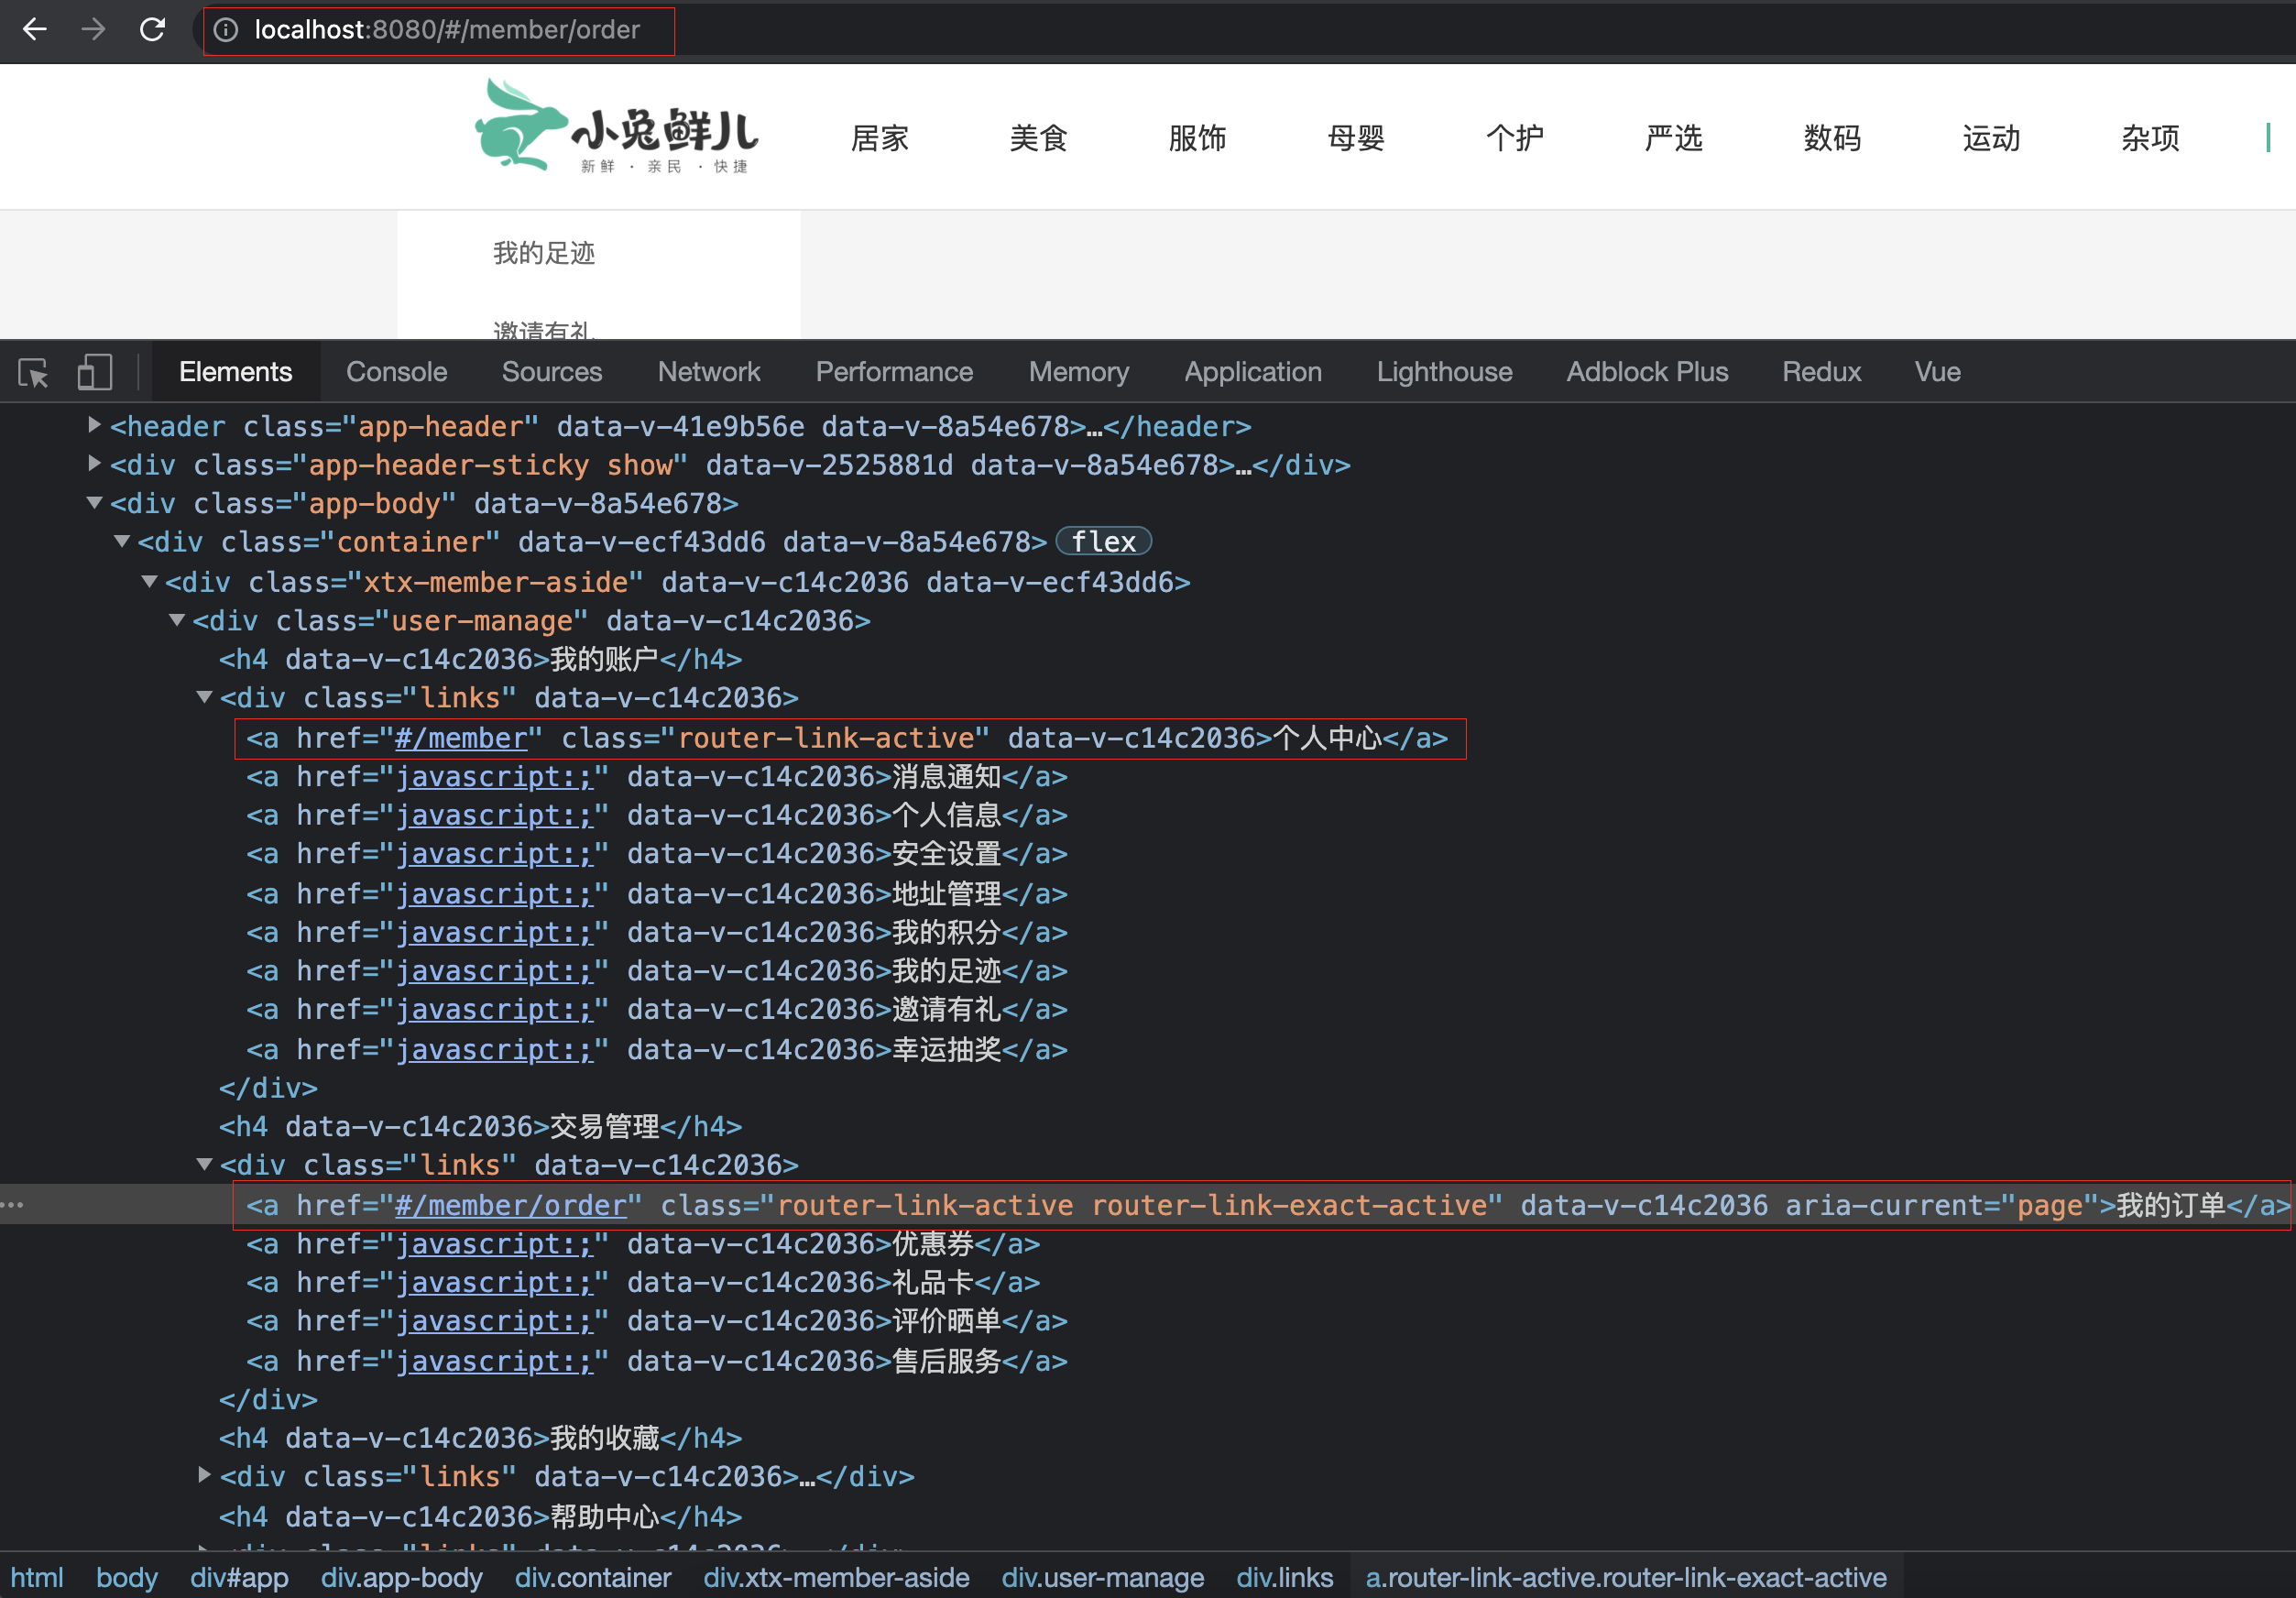 localhost:8080/#/member/order
小兔鲜儿
新鲜 · 亲民 · 快捷
居家 美食 服饰 母婴 个护 严选 数码 运动 杂项
我的足迹
邀请有礼
Elements Console Sources Network Performance Memory Application Lighthouse Adblock Plus Redux Vue
<header class="app-header" data-v-41e9b56e data-v-8a54e678>…</header>
<div class="app-header-sticky show" data-v-2525881d data-v-8a54e678>…</div>
<div class="app-body" data-v-8a54e678>
<div class="container" data-v-ecf43dd6 data-v-8a54e678> flex
<div class="xtx-member-aside" data-v-c14c2036 data-v-ecf43dd6>
<div class="user-manage" data-v-c14c2036>
<h4 data-v-c14c2036>我的账户</h4>
<div class="links" data-v-c14c2036>
<a href="#/member" class="router-link-active" data-v-c14c2036>个人中心</a>
<a href="javascript:;" data-v-c14c2036>消息通知</a>
<a href="javascript:;" data-v-c14c2036>个人信息</a>
<a href="javascript:;" data-v-c14c2036>安全设置</a>
<a href="javascript:;" data-v-c14c2036>地址管理</a>
<a href="javascript:;" data-v-c14c2036>我的积分</a>
<a href="javascript:;" data-v-c14c2036>我的足迹</a>
<a href="javascript:;" data-v-c14c2036>邀请有礼</a>
<a href="javascript:;" data-v-c14c2036>幸运抽奖</a>
</div>
<h4 data-v-c14c2036>交易管理</h4>
<div class="links" data-v-c14c2036>
<a href="#/member/order" class="router-link-active router-link-exact-active" data-v-c14c2036 aria-current="page">我的订单</a>
<a href="javascript:;" data-v-c14c2036>优惠券</a>
<a href="javascript:;" data-v-c14c2036>礼品卡</a>
<a href="javascript:;" data-v-c14c2036>评价晒单</a>
<a href="javascript:;" data-v-c14c2036>售后服务</a>
</div>
<h4 data-v-c14c2036>我的收藏</h4>
<div class="links" data-v-c14c2036>…</div>
<h4 data-v-c14c2036>帮助中心</h4>
html body div#app div.app-body div.container div.xtx-member-aside div.user-manage div.links a.router-link-active.router-link-exact-active